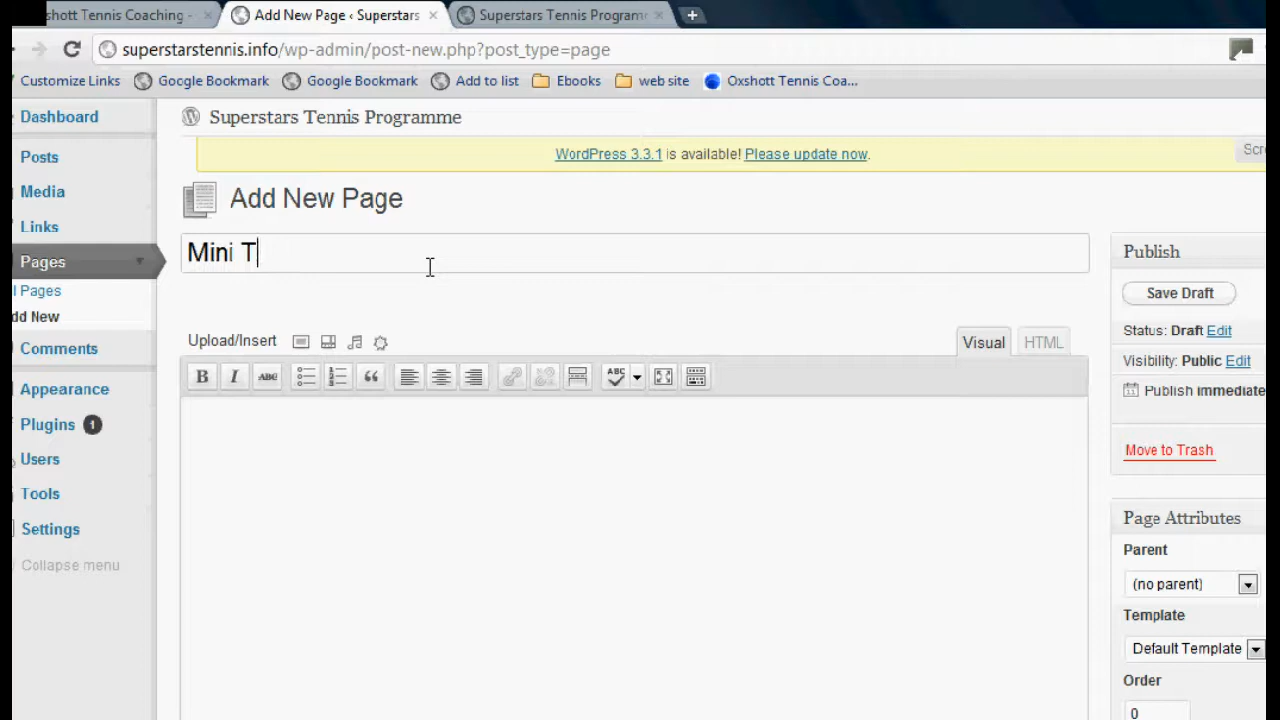 shott Tennis Coaching - × Add New Page ‹ Superstars × Superstars Tennis Programm ×
superstarstennis.info/wp-admin/post-new.php?post_type=page
Customize Links Google Bookmark Google Bookmark Add to list Ebooks web site Oxshott Tennis Coa...
Dashboard
Superstars Tennis Programme
WordPress 3.3.1 is available! Please update now.
Scr
Posts
Media
Links
Pages
l Pages
dd New
Comments
Appearance
Plugins 1
Users
Tools
Settings
Collapse menu
Add New Page
Mini T
Upload/Insert
Visual HTML
B I ABC ABC
Publish
Save Draft
Status: Draft Edit
Visibility: Public Edit
Publish immediate
Move to Trash
Page Attributes
Parent
(no parent)
Template
Default Template
Order
0